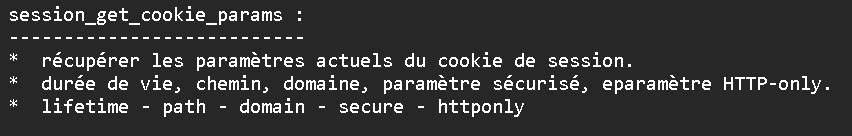 session_get_cookie_params :
---------------------------
*  récupérer les paramètres actuels du cookie de session.
*  durée de vie, chemin, domaine, paramètre sécurisé, eparamètre HTTP-only.
*  lifetime - path - domain - secure - httponly